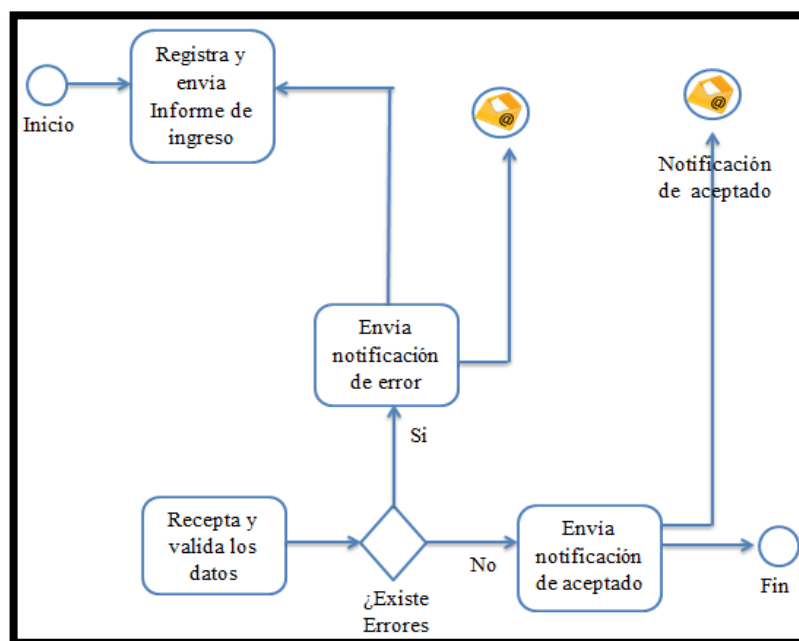 Registra y
envía
Informe de
ingreso
Inicio
@
@
Notificación
de aceptado
Envía
notificación
de error
Si
Recepta y
valida los
datos
¿Existe
Errores
No
Envía
notificación
de aceptado
Fin